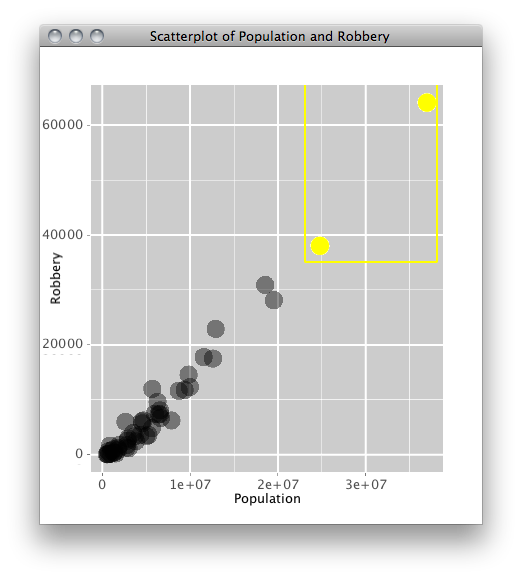 Scatterplot of Population and Robbery
60000
40000
20000
0
Robbery
0 1e+07 2e+07 3e+07
Population